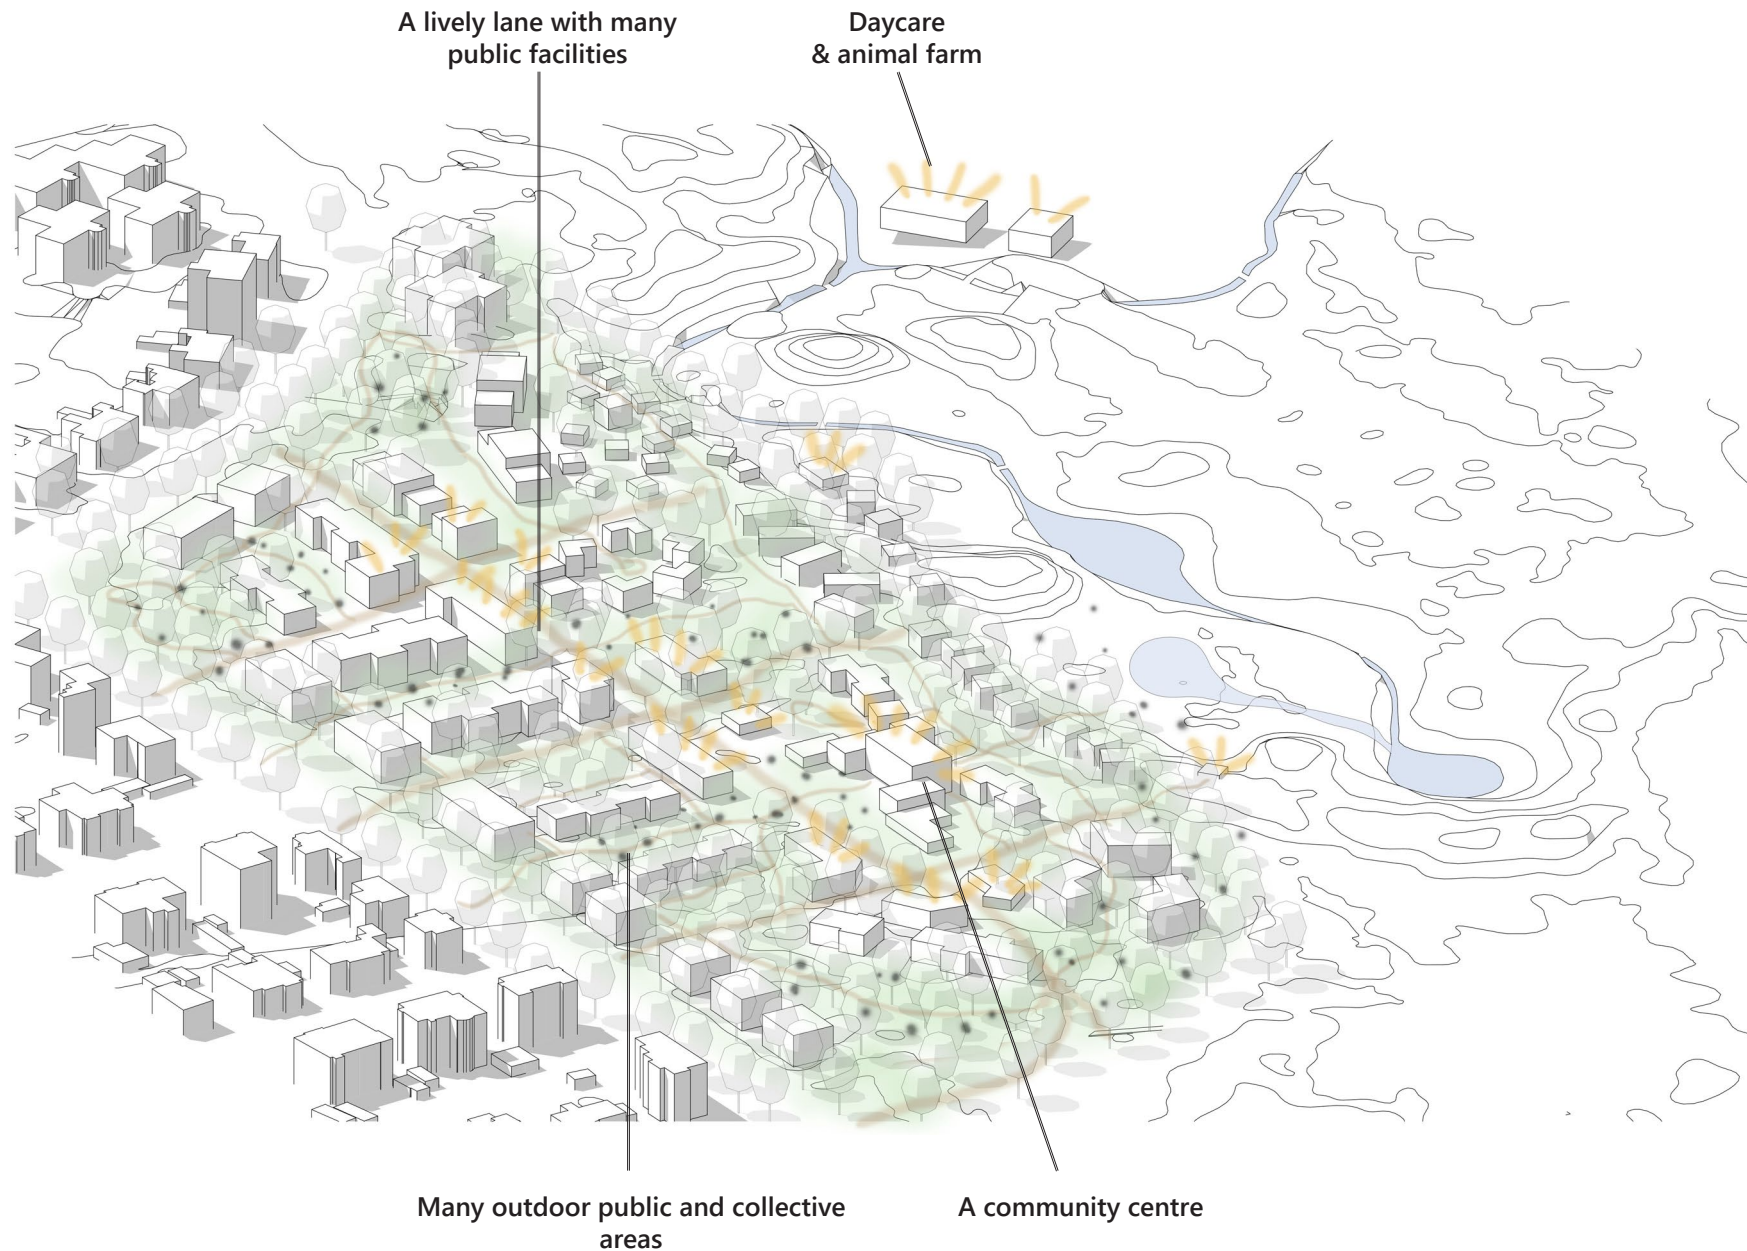 A lively lane with many
public facilities
Daycare
& animal farm
Many outdoor public and collective
areas
A community centre